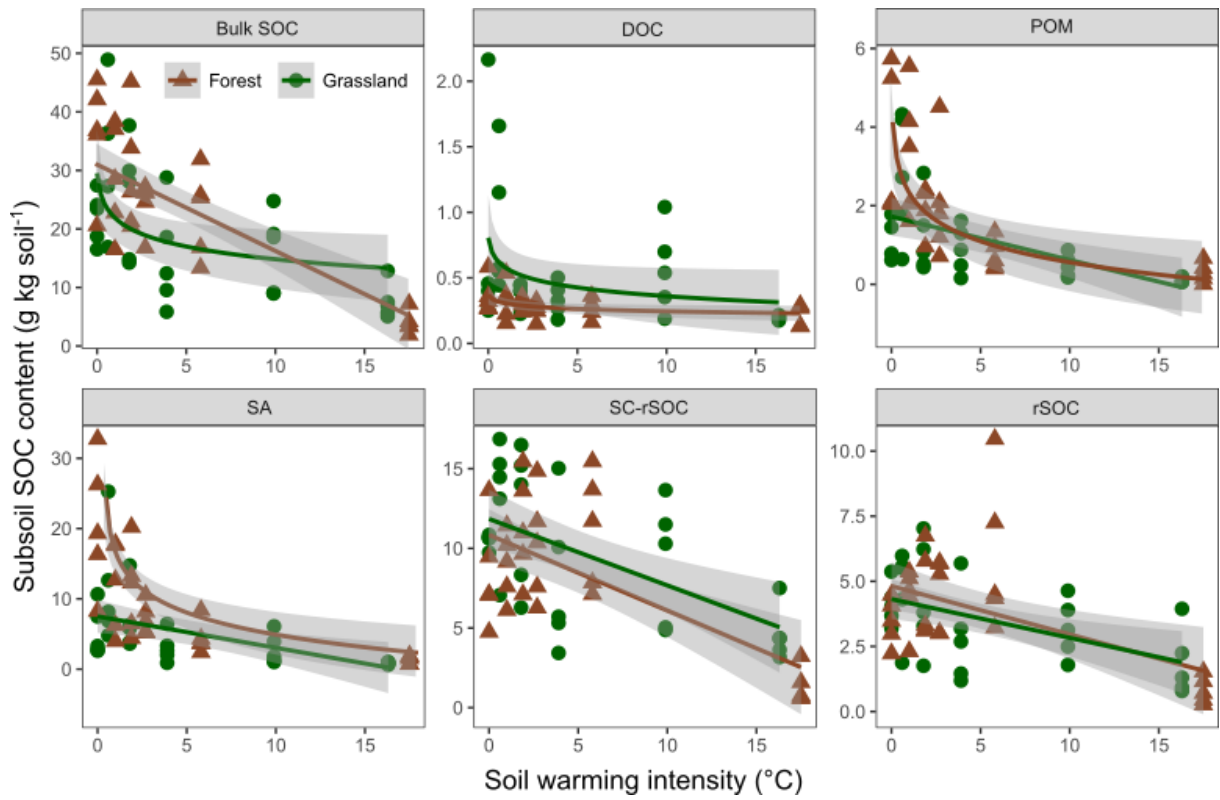 Subsoil SOC content (g kg soil⁻¹)
Bulk SOC
50
40
30
20
10
0
Forest
Grassland
0 5 10 15
DOC
2.0
1.5
1.0
0.5
0.0
0 5 10 15
POM
6
4
2
0
0 5 10 15
SA
30
20
10
0
0 5 10 15
SC-rSOC
15
10
5
0
0 5 10 15
rSOC
10.0
7.5
5.0
2.5
0.0
0 5 10 15
Soil warming intensity (°C)